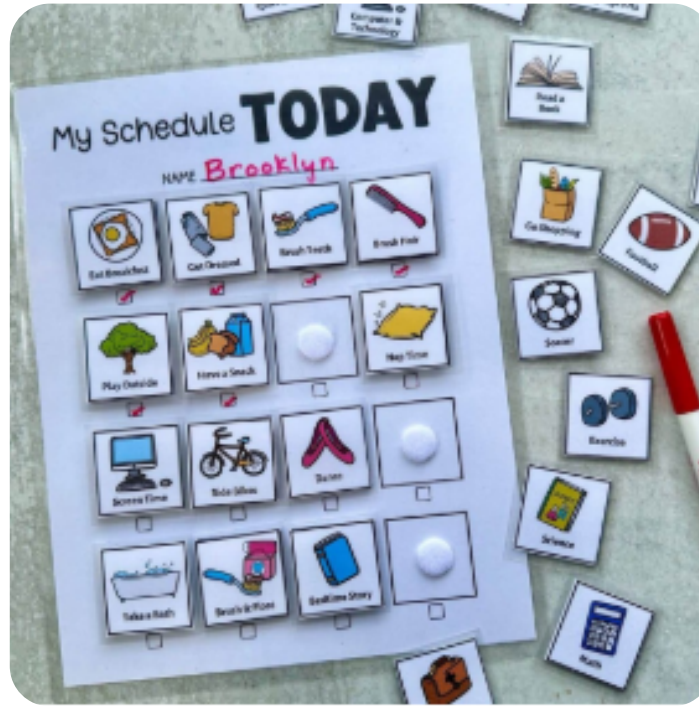 Computer & Technology
My Schedule TODAY
NAME Brooklyn
Read a Book
Eat Breakfast
Get Dressed
Brush Teeth
Brush Hair
Go Shopping
Football
Play Outside
Have a Snack
Nap Time
Soccer
Screen Time
Ride Bikes
Dance
Exercise
Science
Take a Bath
Brush & Floss
Bedtime Story
Math